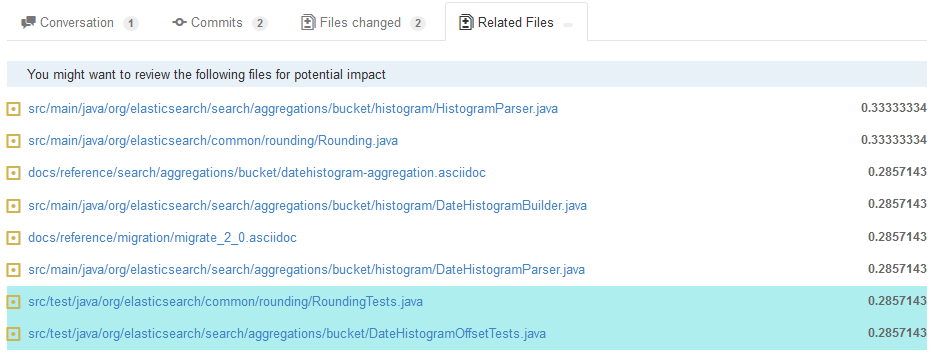 Conversation 1 Commits 2 Files changed 2 Related Files
You might want to review the following files for potential impact
src/main/java/org/elasticsearch/search/aggregations/bucket/histogram/HistogramParser.java 0.33333334
src/main/java/org/elasticsearch/common/rounding/Rounding.java 0.33333334
docs/reference/search/aggregations/bucket/datehistogram-aggregation.asciidoc 0.2857143
src/main/java/org/elasticsearch/search/aggregations/bucket/histogram/DateHistogramBuilder.java 0.2857143
docs/reference/migration/migrate_2_0.asciidoc 0.2857143
src/main/java/org/elasticsearch/search/aggregations/bucket/histogram/DateHistogramParser.java 0.2857143
src/test/java/org/elasticsearch/common/rounding/RoundingTests.java 0.2857143
src/test/java/org/elasticsearch/search/aggregations/bucket/DateHistogramOffsetTests.java 0.2857143